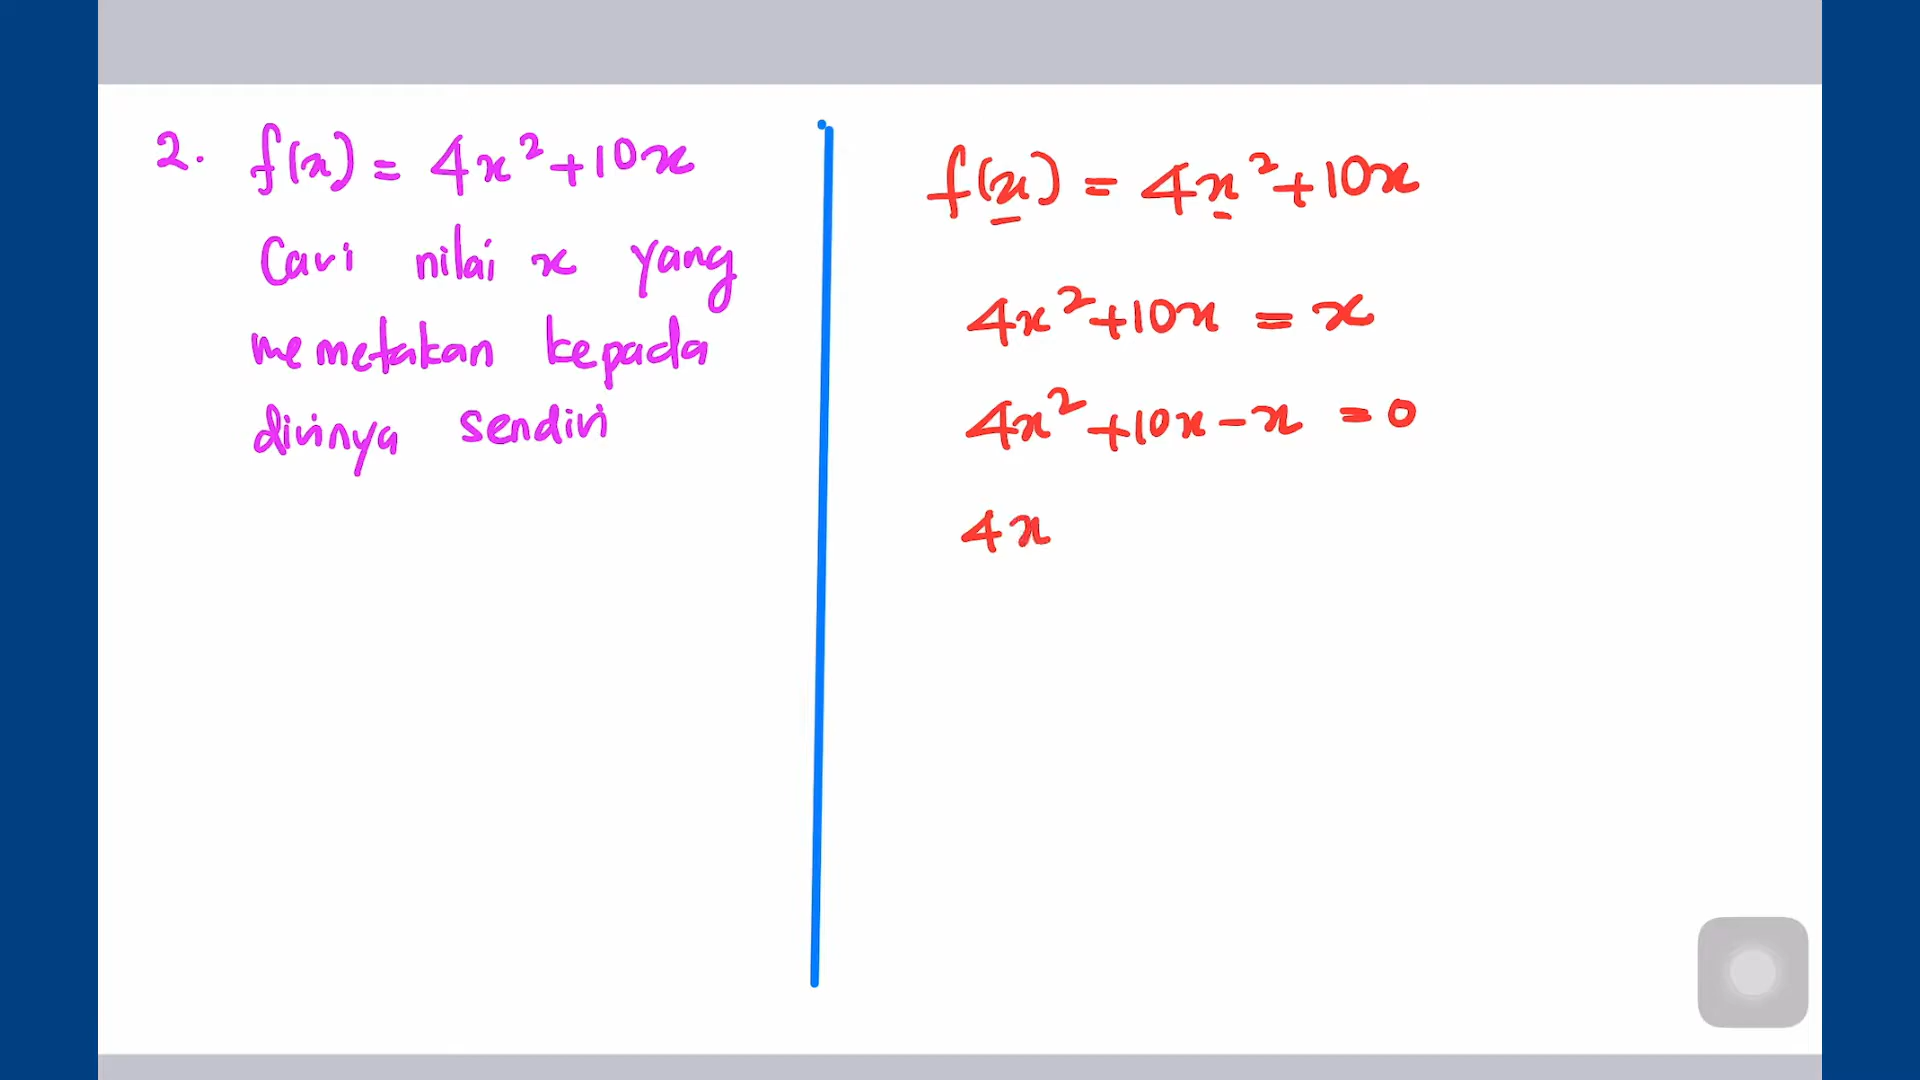 2. f(x) = 4x² + 10x
Cari nilai x yang
memetakan kepada
dirinya sendiri
f(x) = 4x² + 10x
4x² + 10x = x
4x² + 10x - x = 0
4x